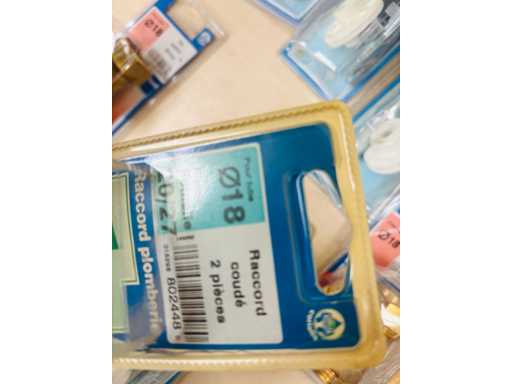 Pour tube
Ø18
20/27
Raccord
coudé
2 pièces
802448
Raccord plomberie
Ø18
Ø18